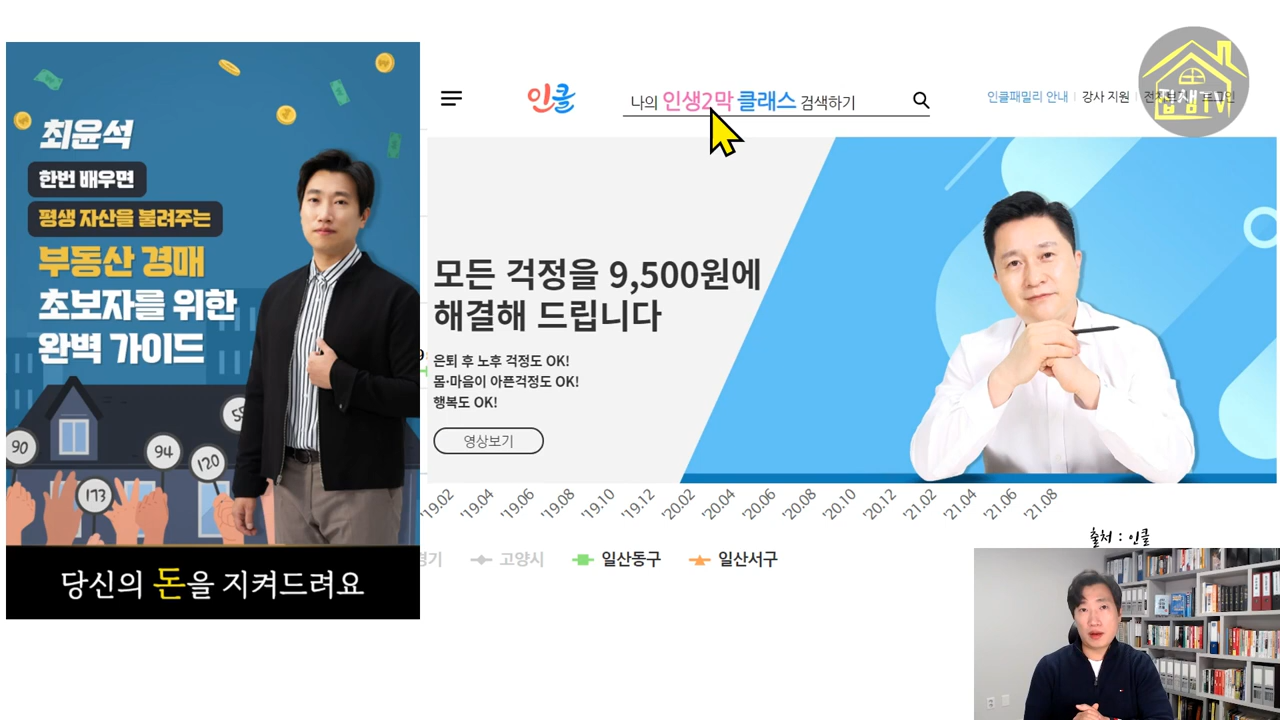 최윤석
한번 배우면
평생 자산을 불려주는
부동산 경매
초보자를 위한
완벽 가이드
90
173
94
120
당신의 돈을 지켜드려요
인클
나의 인생2막 클래스 검색하기
인클패밀리 안내
강사 지원
집샘TV
모든 걱정을 9,500원에
해결해 드립니다
은퇴 후 노후 걱정도 OK!
몸·마음이 아픈걱정도 OK!
행복도 OK!
영상보기
'19.02 '19.04 '19.06 '19.08 '19.10 '19.12 '20.02 '20.04 '20.06 '20.08 '20.10 '20.12 '21.02 '21.04 '21.06 '21.08
고양시 일산동구 일산서구
출처 : 인클